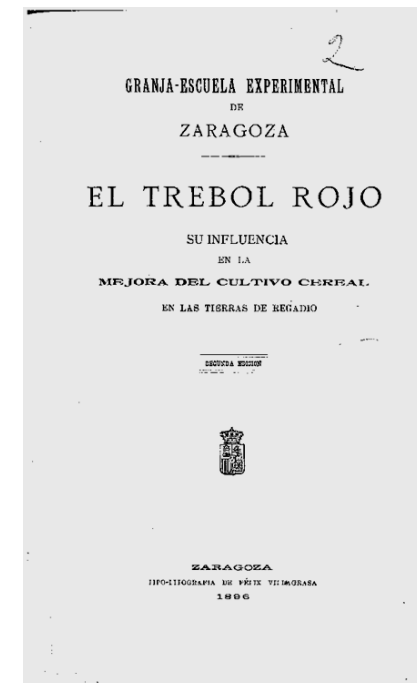 2
GRANJA-ESCUELA EXPERIMENTAL
DE
ZARAGOZA
EL TREBOL ROJO
SU INFLUENCIA
EN LA
MEJORA DEL CULTIVO CEREAL
EN LAS TIERRAS DE REGADIO
SEGUNDA EDICION
ZARAGOZA
TIPO-LITOGRAFIA DE FÉLIX VILLAGRASA
1896